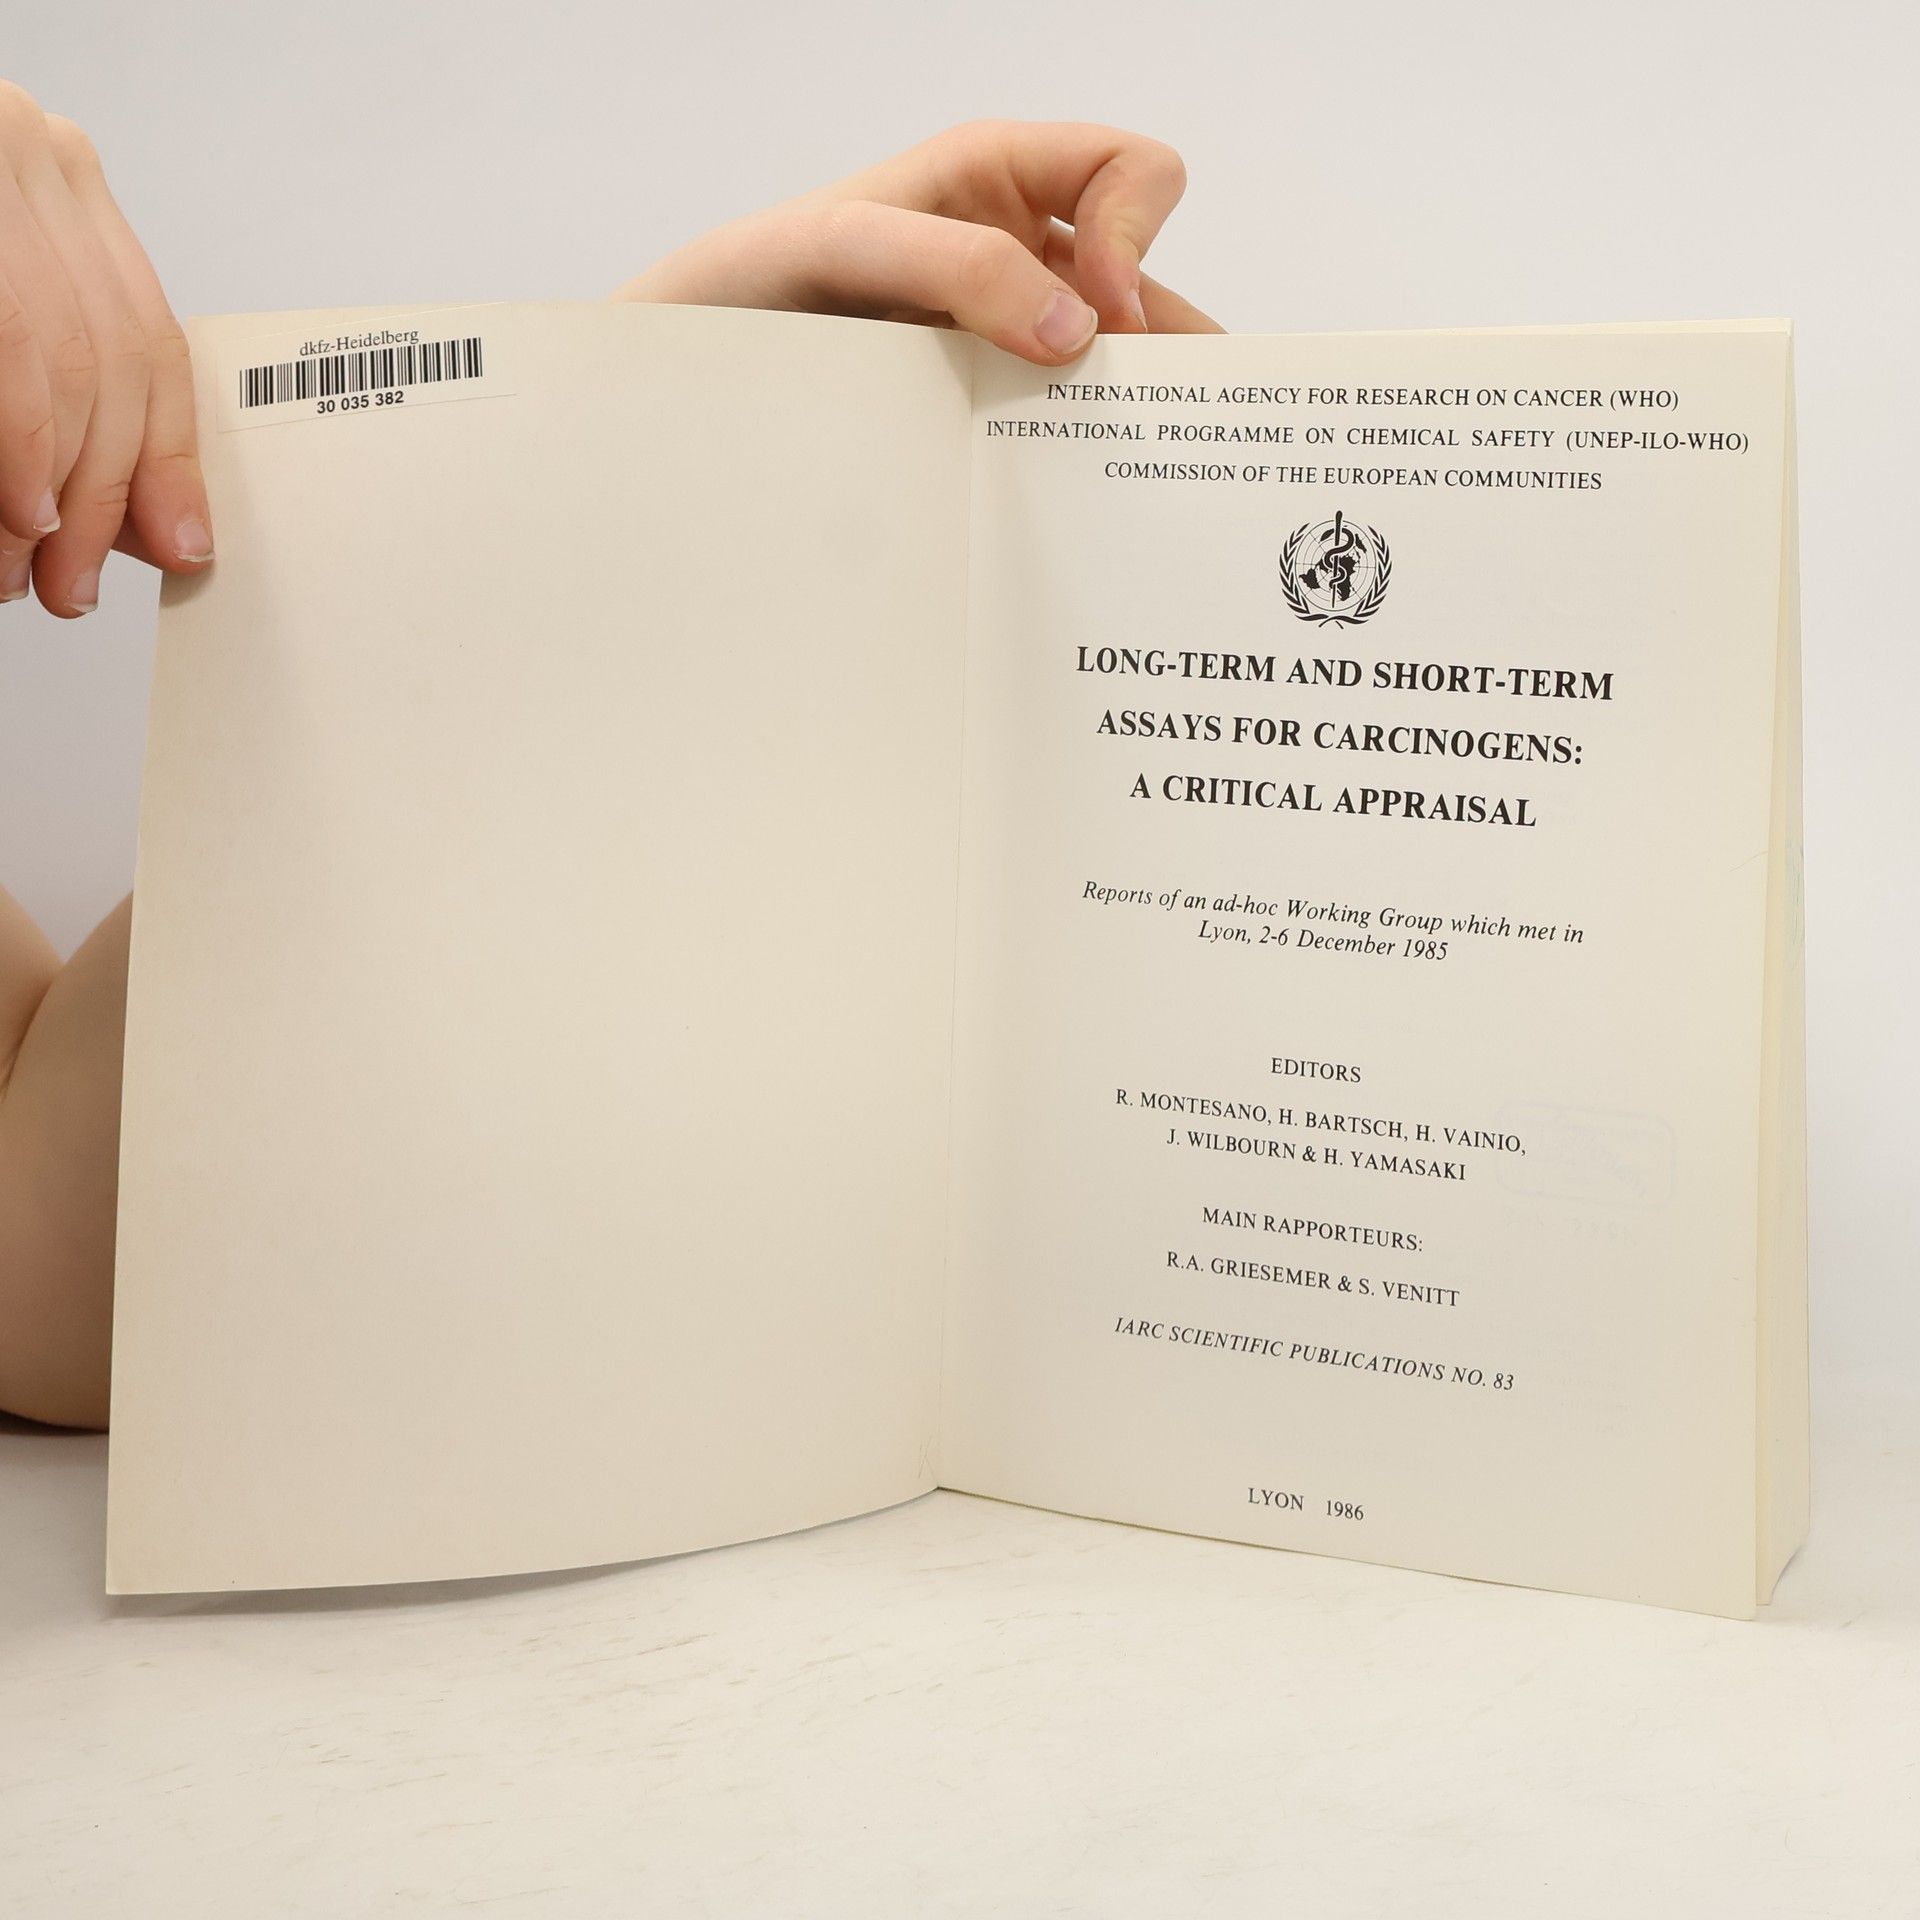 dkfz-Heidelberg
30 035 382
INTERNATIONAL AGENCY FOR RESEARCH ON CANCER (WHO)
INTERNATIONAL PROGRAMME ON CHEMICAL SAFETY (UNEP-ILO-WHO)
COMMISSION OF THE EUROPEAN COMMUNITIES
LONG-TERM AND SHORT-TERM
ASSAYS FOR CARCINOGENS:
A CRITICAL APPRAISAL
Reports of an ad-hoc Working Group which met in
Lyon, 2-6 December 1985
EDITORS
R. MONTESANO, H. BARTSCH, H. VAINIO,
J. WILBOURN & H. YAMASAKI
MAIN RAPPORTEURS:
R.A. GRIESEMER & S. VENITT
IARC SCIENTIFIC PUBLICATIONS NO. 83
LYON 1986